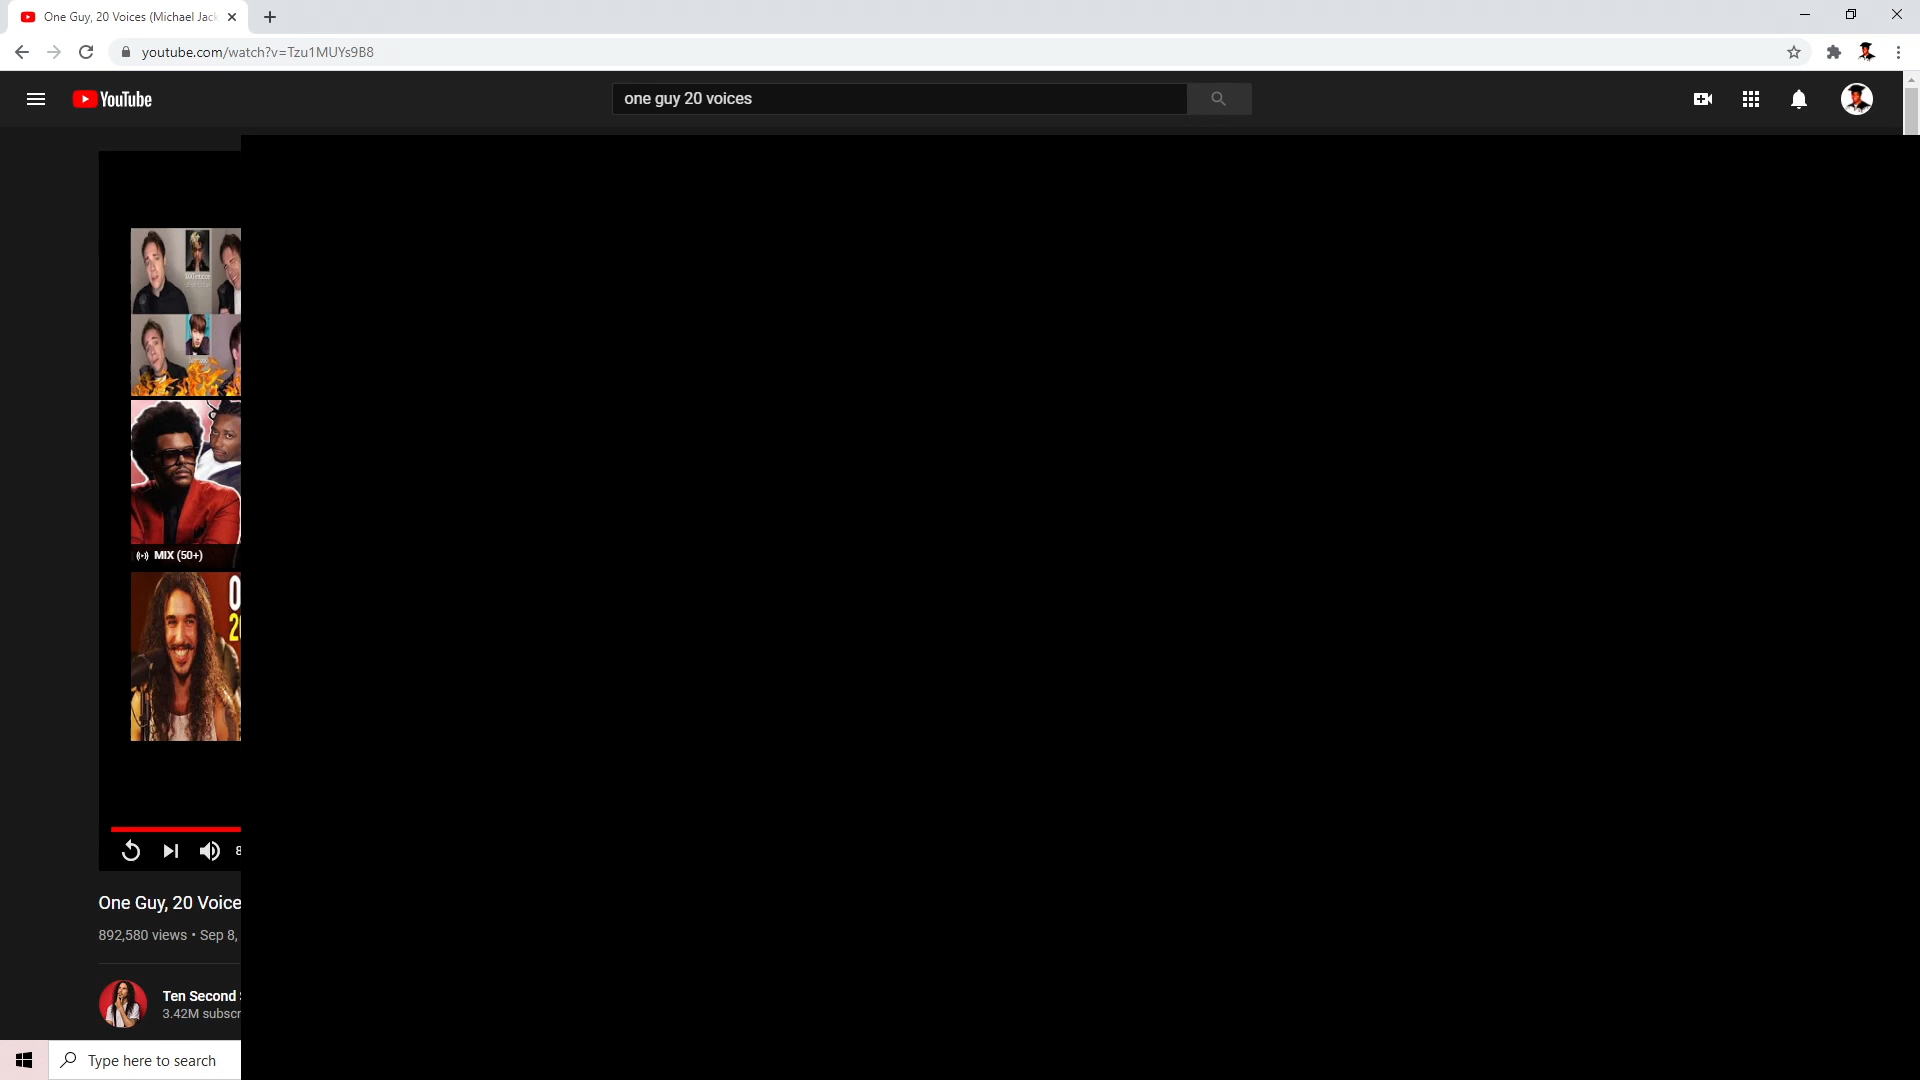 One Guy, 20 Voices (Michael Jack
youtube.com/watch?v=Tzu1MUYs9B8
YouTube
one guy 20 voices
MIX (50+)
8
One Guy, 20 Voice
892,580 views • Sep 8,
Ten Second
3.42M subscr
Type here to search